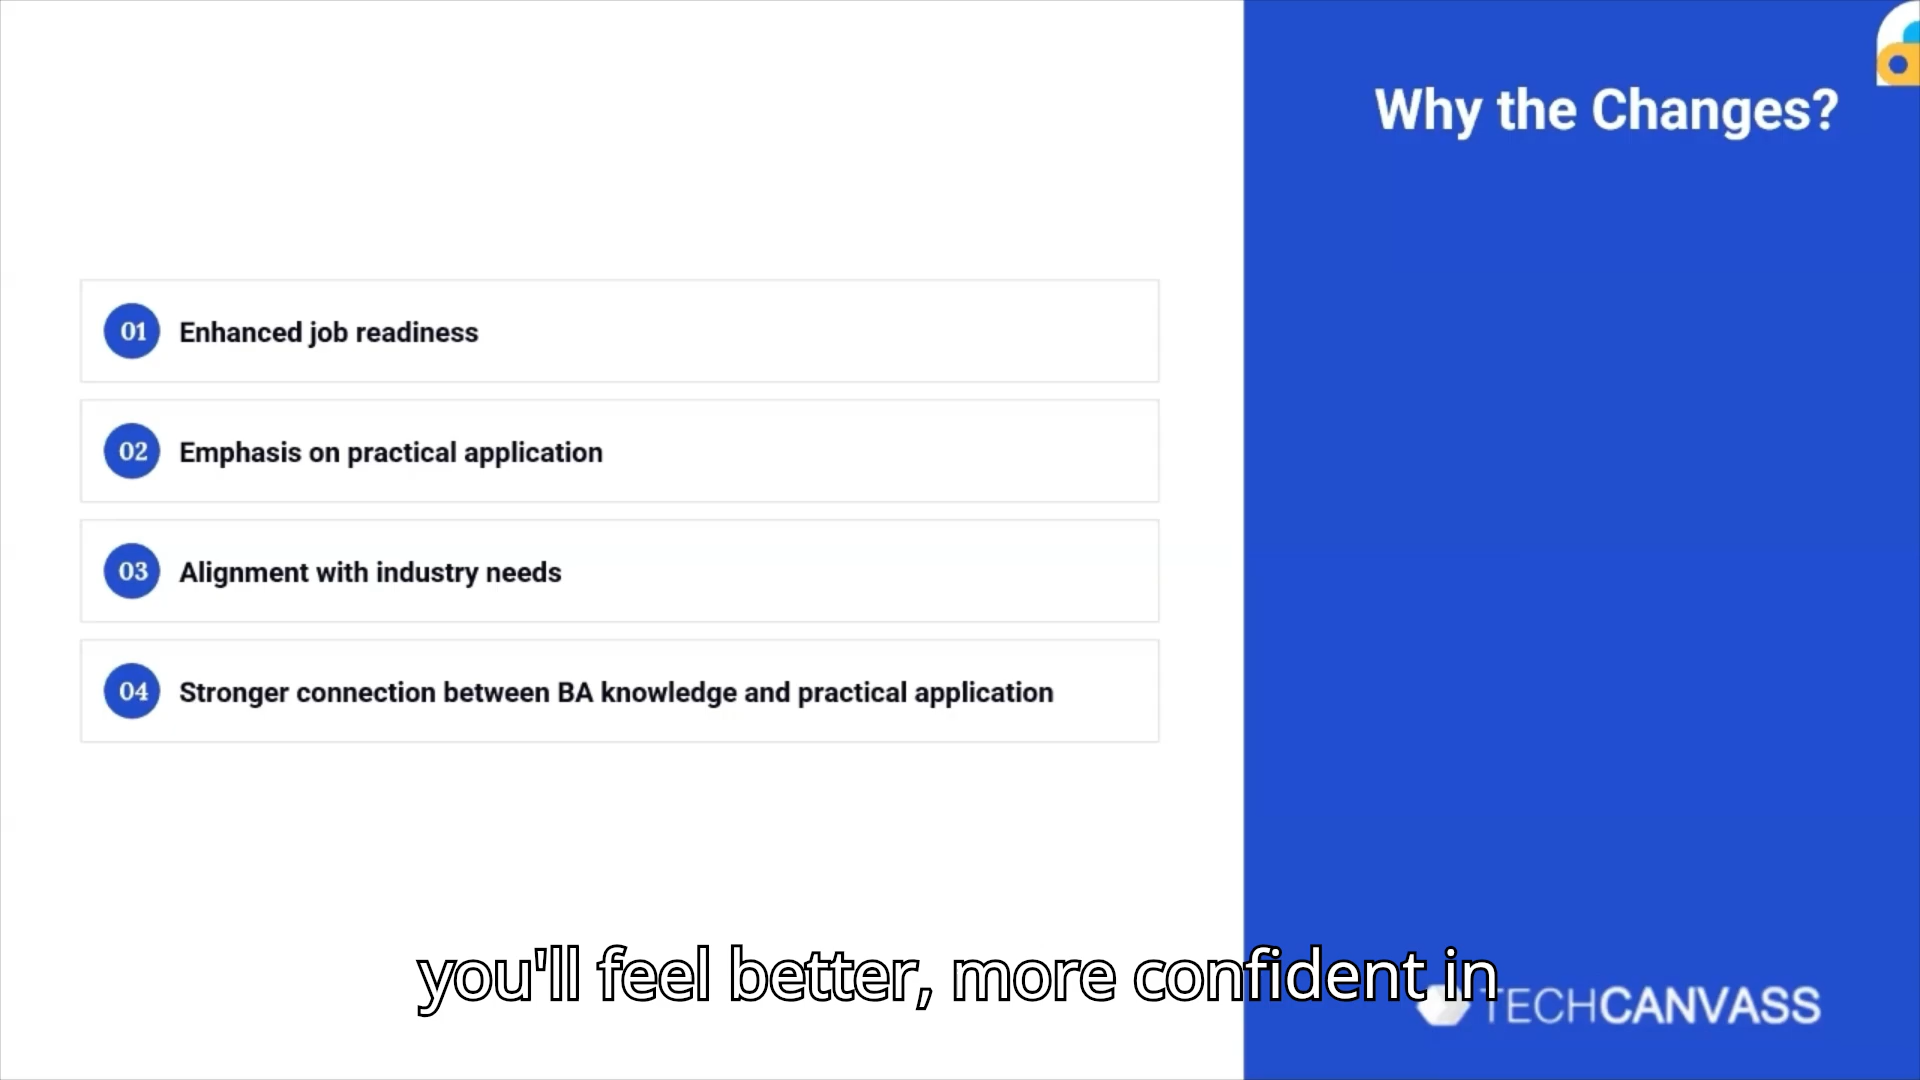 Why the Changes?
01 Enhanced job readiness
02 Emphasis on practical application
03 Alignment with industry needs
04 Stronger connection between BA knowledge and practical application
you'll feel better, more confident in
TECHCANVASS